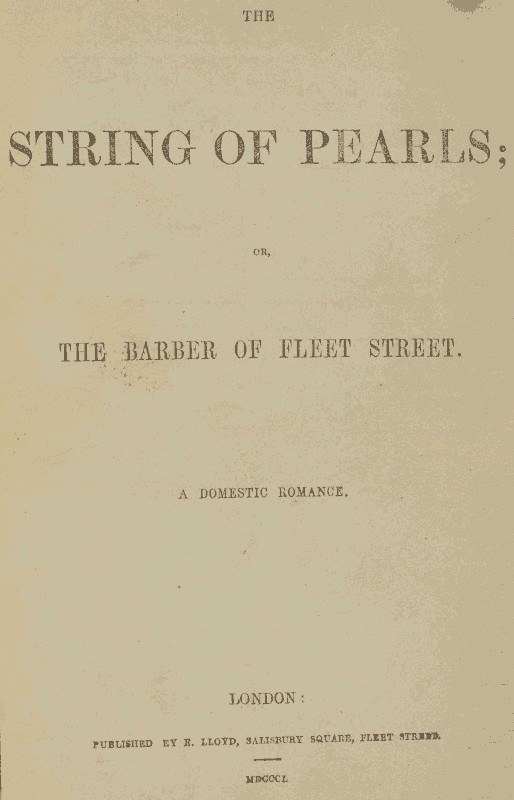 THE
STRING OF PEARLS;
OR,
THE BARBER OF FLEET STREET.
A DOMESTIC ROMANCE.
LONDON:
PUBLISHED BY E. LLOYD, SALISBURY SQUARE, FLEET STREET.
MDCCCL